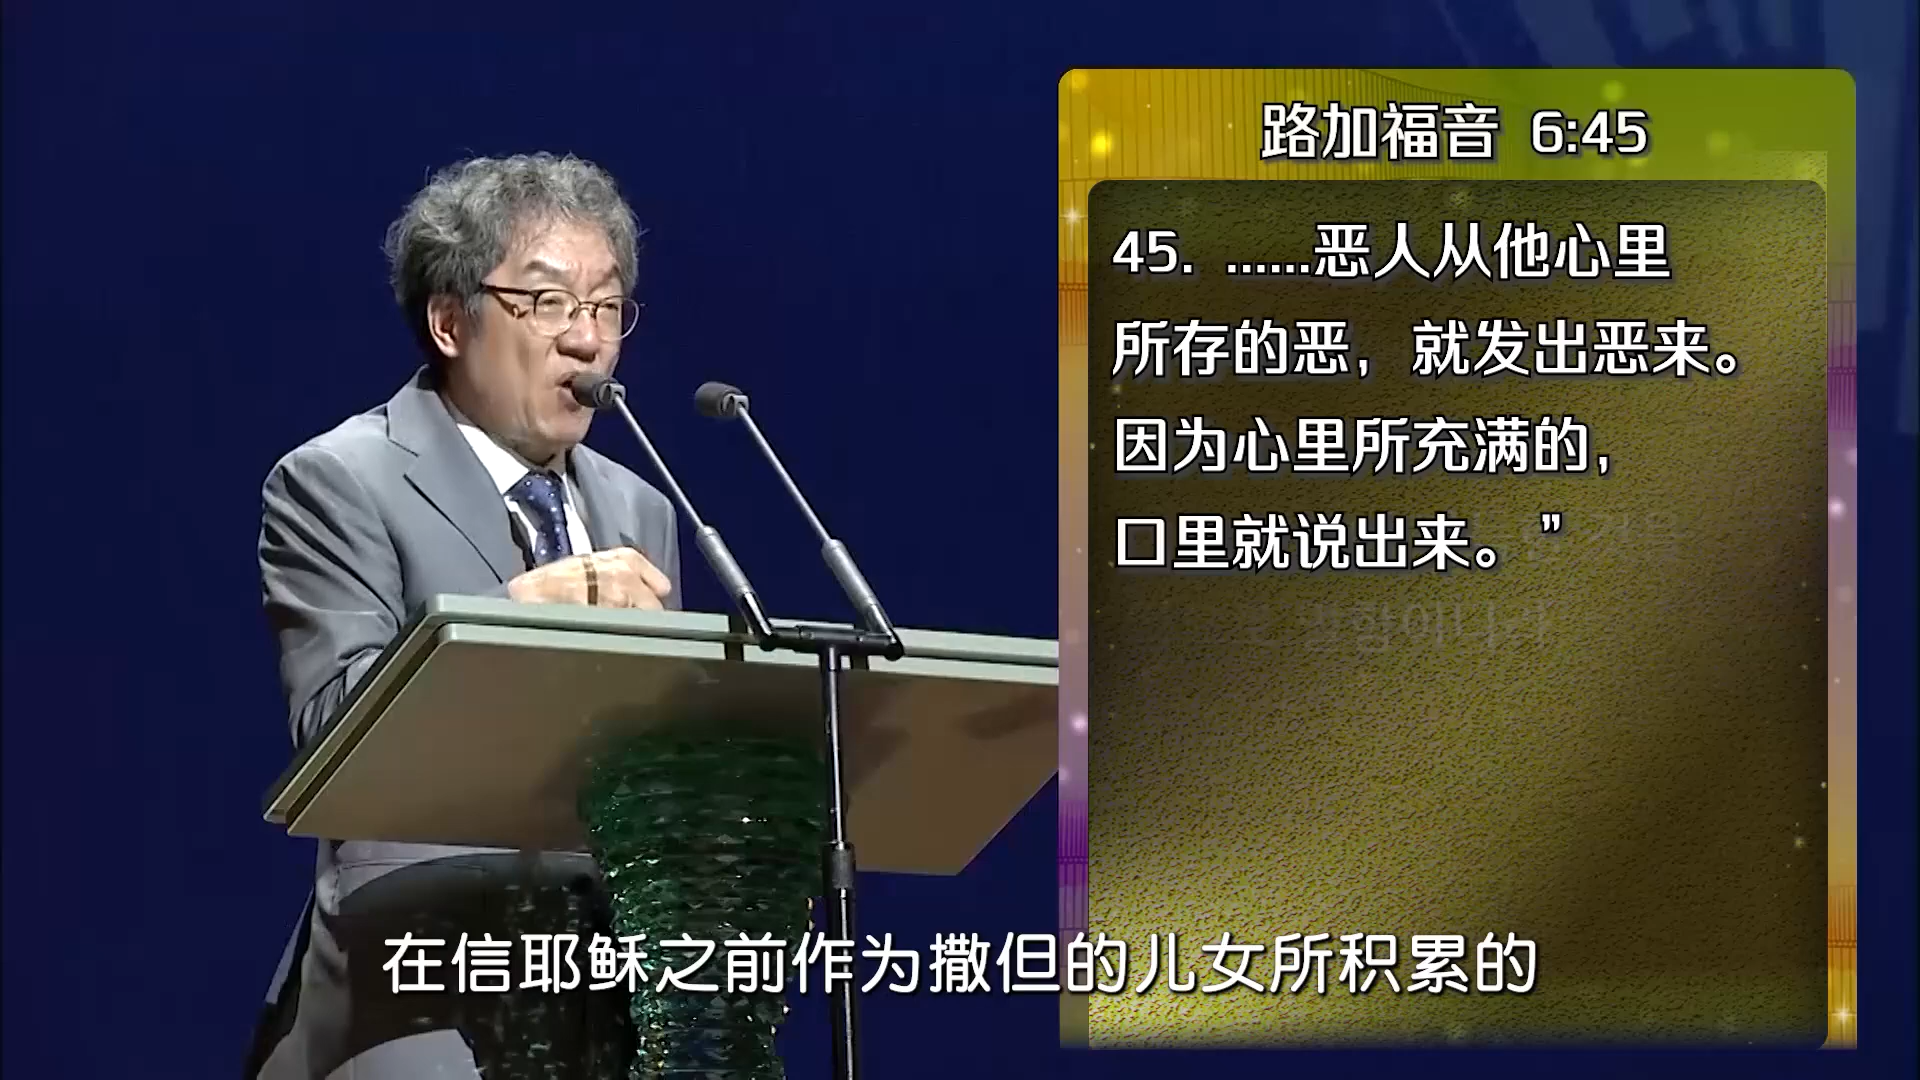 路加福音 6:45
45. ......恶人从他心里
所存的恶，就发出恶来。
因为心里所充满的，
口里就说出来。”
在信耶稣之前作为撒但的儿女所积累的